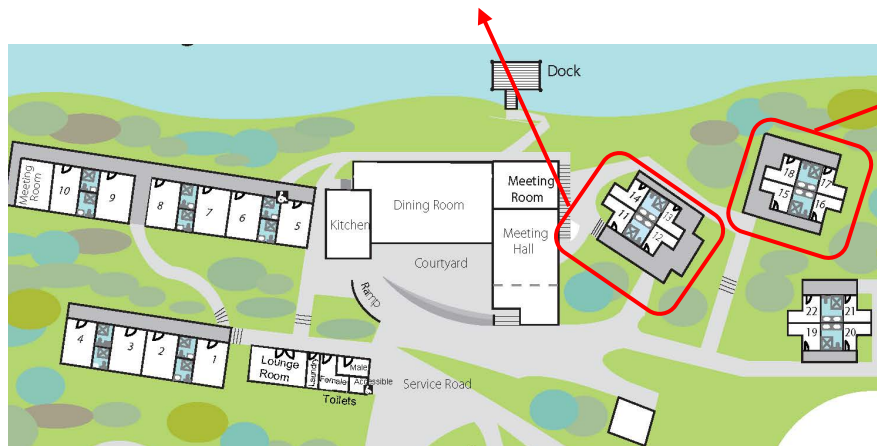 Dock
Meeting
Room
10
9
8
7
6
5
Kitchen
Dining Room
Meeting
Room
Meeting
Hall
Courtyard
Ramp
14
13
11
12
18
17
15
16
22
21
19
20
4
3
2
1
Lounge
Room
Laundry
Female
Male
Accessible
Toilets
Service Road